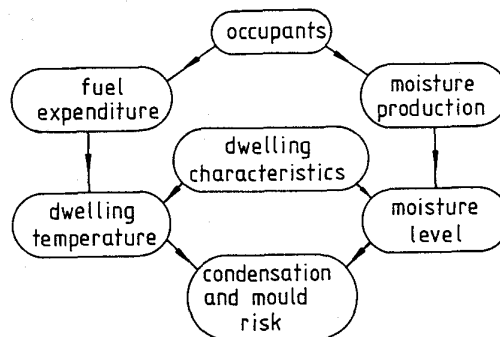 occupants
fuel
expenditure
moisture
production
dwelling
characteristics
dwelling
temperature
moisture
level
condensation
and mould
risk